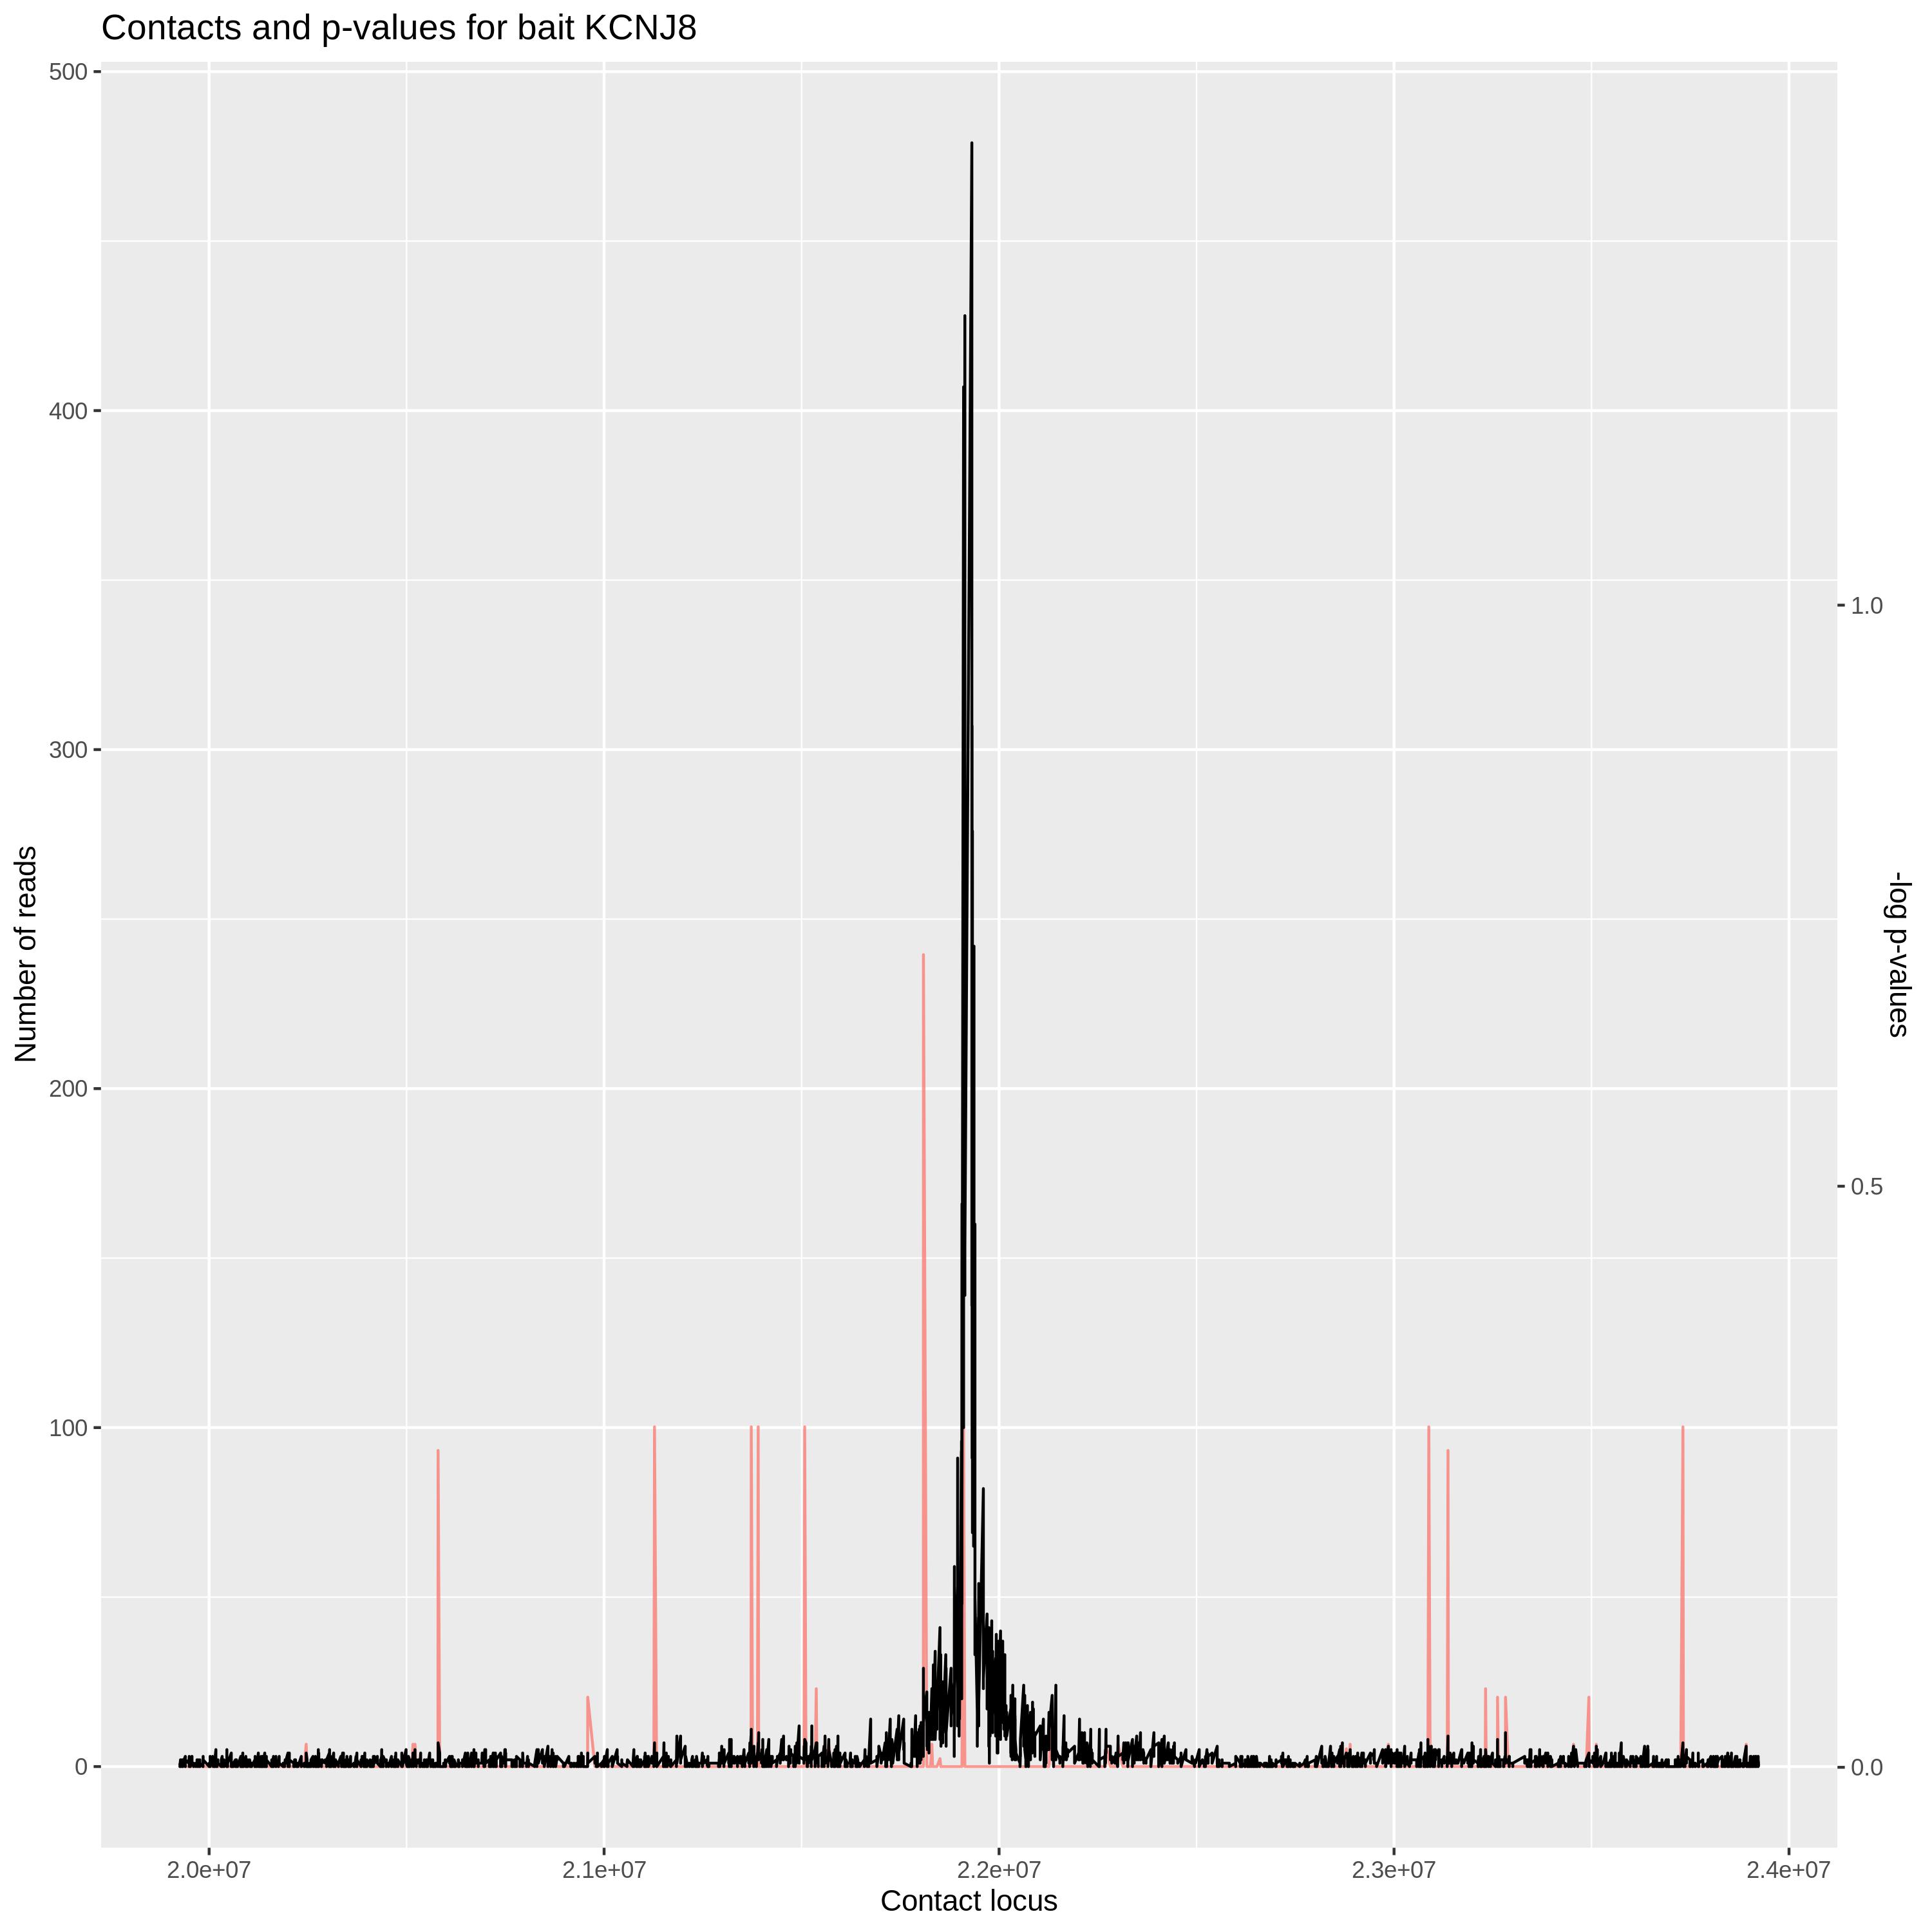 Contacts and p-values for bait KCNJ8
500
400
300
200
100
0
Number of reads
1.0
0.5
0.0
-log p-values
2.0e+07
2.1e+07
2.2e+07
2.3e+07
2.4e+07
Contact locus